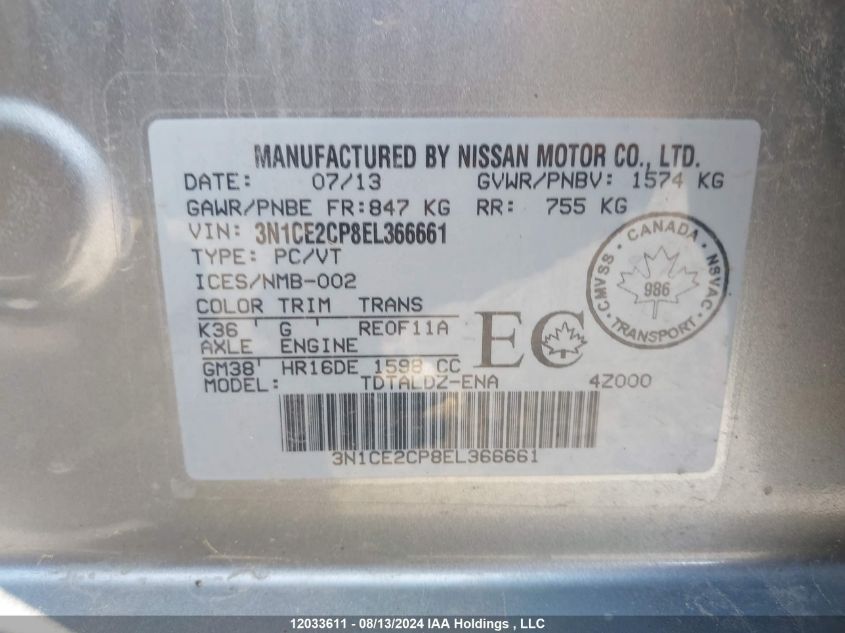 MANUFACTURED BY NISSAN MOTOR CO., LTD.
DATE: 07/13 GVWR/PNBV: 1574 KG
GAWR/PNBE FR:847 KG RR: 755 KG
VIN: 3N1CE2CP8EL366661
TYPE: PC/VT
ICES/NMB-002
COLOR TRIM TRANS
K36 ' G ' REOF11A
AXLE ENGINE
GM38' HR16DE 1598 CC
MODEL: TDTALDZ-ENA 4Z000
EC
CANADA
CMVSS • NSVAC
986
TRANSPORT
3N1CE2CP8EL366661
12033611 - 08/13/2024 IAA Holdings , LLC